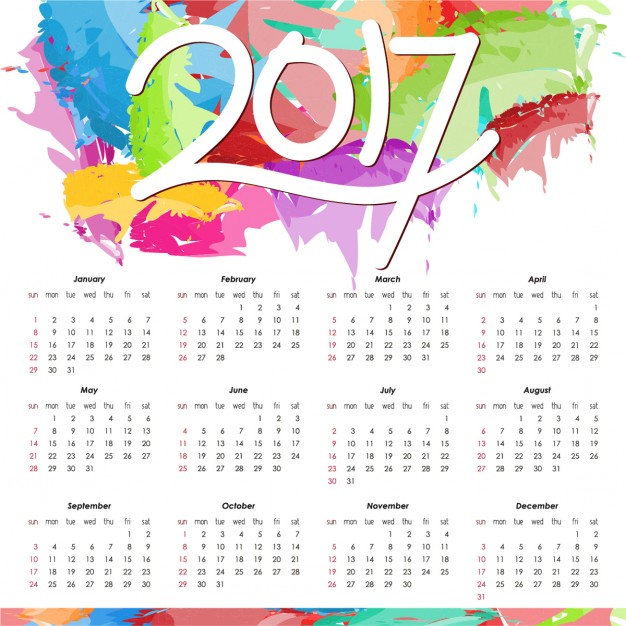 2017
January
sun mon tue wed thu fri sat
1 2 3 4 5 6 7
8 9 10 11 12 13 14
15 16 17 18 19 20 21
22 23 24 25 26 27 28
29 30 31
February
sun mon tue wed thu fri sat
1 2 3 4
5 6 7 8 9 10 11
12 13 14 15 16 17 18
19 20 21 22 23 24 25
26 27 28
March
sun mon tue wed thu fri sat
1 2 3 4
5 6 7 8 9 10 11
12 13 14 15 16 17 18
19 20 21 22 23 24 25
26 27 28 29 30 31
April
sun mon tue wed thu fri sat
1
2 3 4 5 6 7 8
9 10 11 12 13 14 15
16 17 18 19 20 21 22
23 24 25 26 27 28 29
30
May
sun mon tue wed thu fri sat
1 2 3 4 5 6
7 8 9 10 11 12 13
14 15 16 17 18 19 20
21 22 23 24 25 26 27
28 29 30 31
June
sun mon tue wed thu fri sat
1 2 3
4 5 6 7 8 9 10
11 12 13 14 15 16 17
18 19 20 21 22 23 24
25 26 27 28 29 30
July
sun mon tue wed thu fri sat
1
2 3 4 5 6 7 8
9 10 11 12 13 14 15
16 17 18 19 20 21 22
23 24 25 26 27 28 29
30 31
August
sun mon tue wed thu fri sat
1 2 3 4 5
6 7 8 9 10 11 12
13 14 15 16 17 18 19
20 21 22 23 24 25 26
27 28 29 30 31
September
sun mon tue wed thu fri sat
1 2
3 4 5 6 7 8 9
10 11 12 13 14 15 16
17 18 19 20 21 22 23
24 25 26 27 28 29 30
October
sun mon tue wed thu fri sat
1 2 3 4 5 6 7
8 9 10 11 12 13 14
15 16 17 18 19 20 21
22 23 24 25 26 27 28
29 30 31
November
sun mon tue wed thu fri sat
1 2 3 4
5 6 7 8 9 10 11
12 13 14 15 16 17 18
19 20 21 22 23 24 25
26 27 28 29 30
December
sun mon tue wed thu fri sat
1 2
3 4 5 6 7 8 9
10 11 12 13 14 15 16
17 18 19 20 21 22 23
24 25 26 27 28 29 30
31